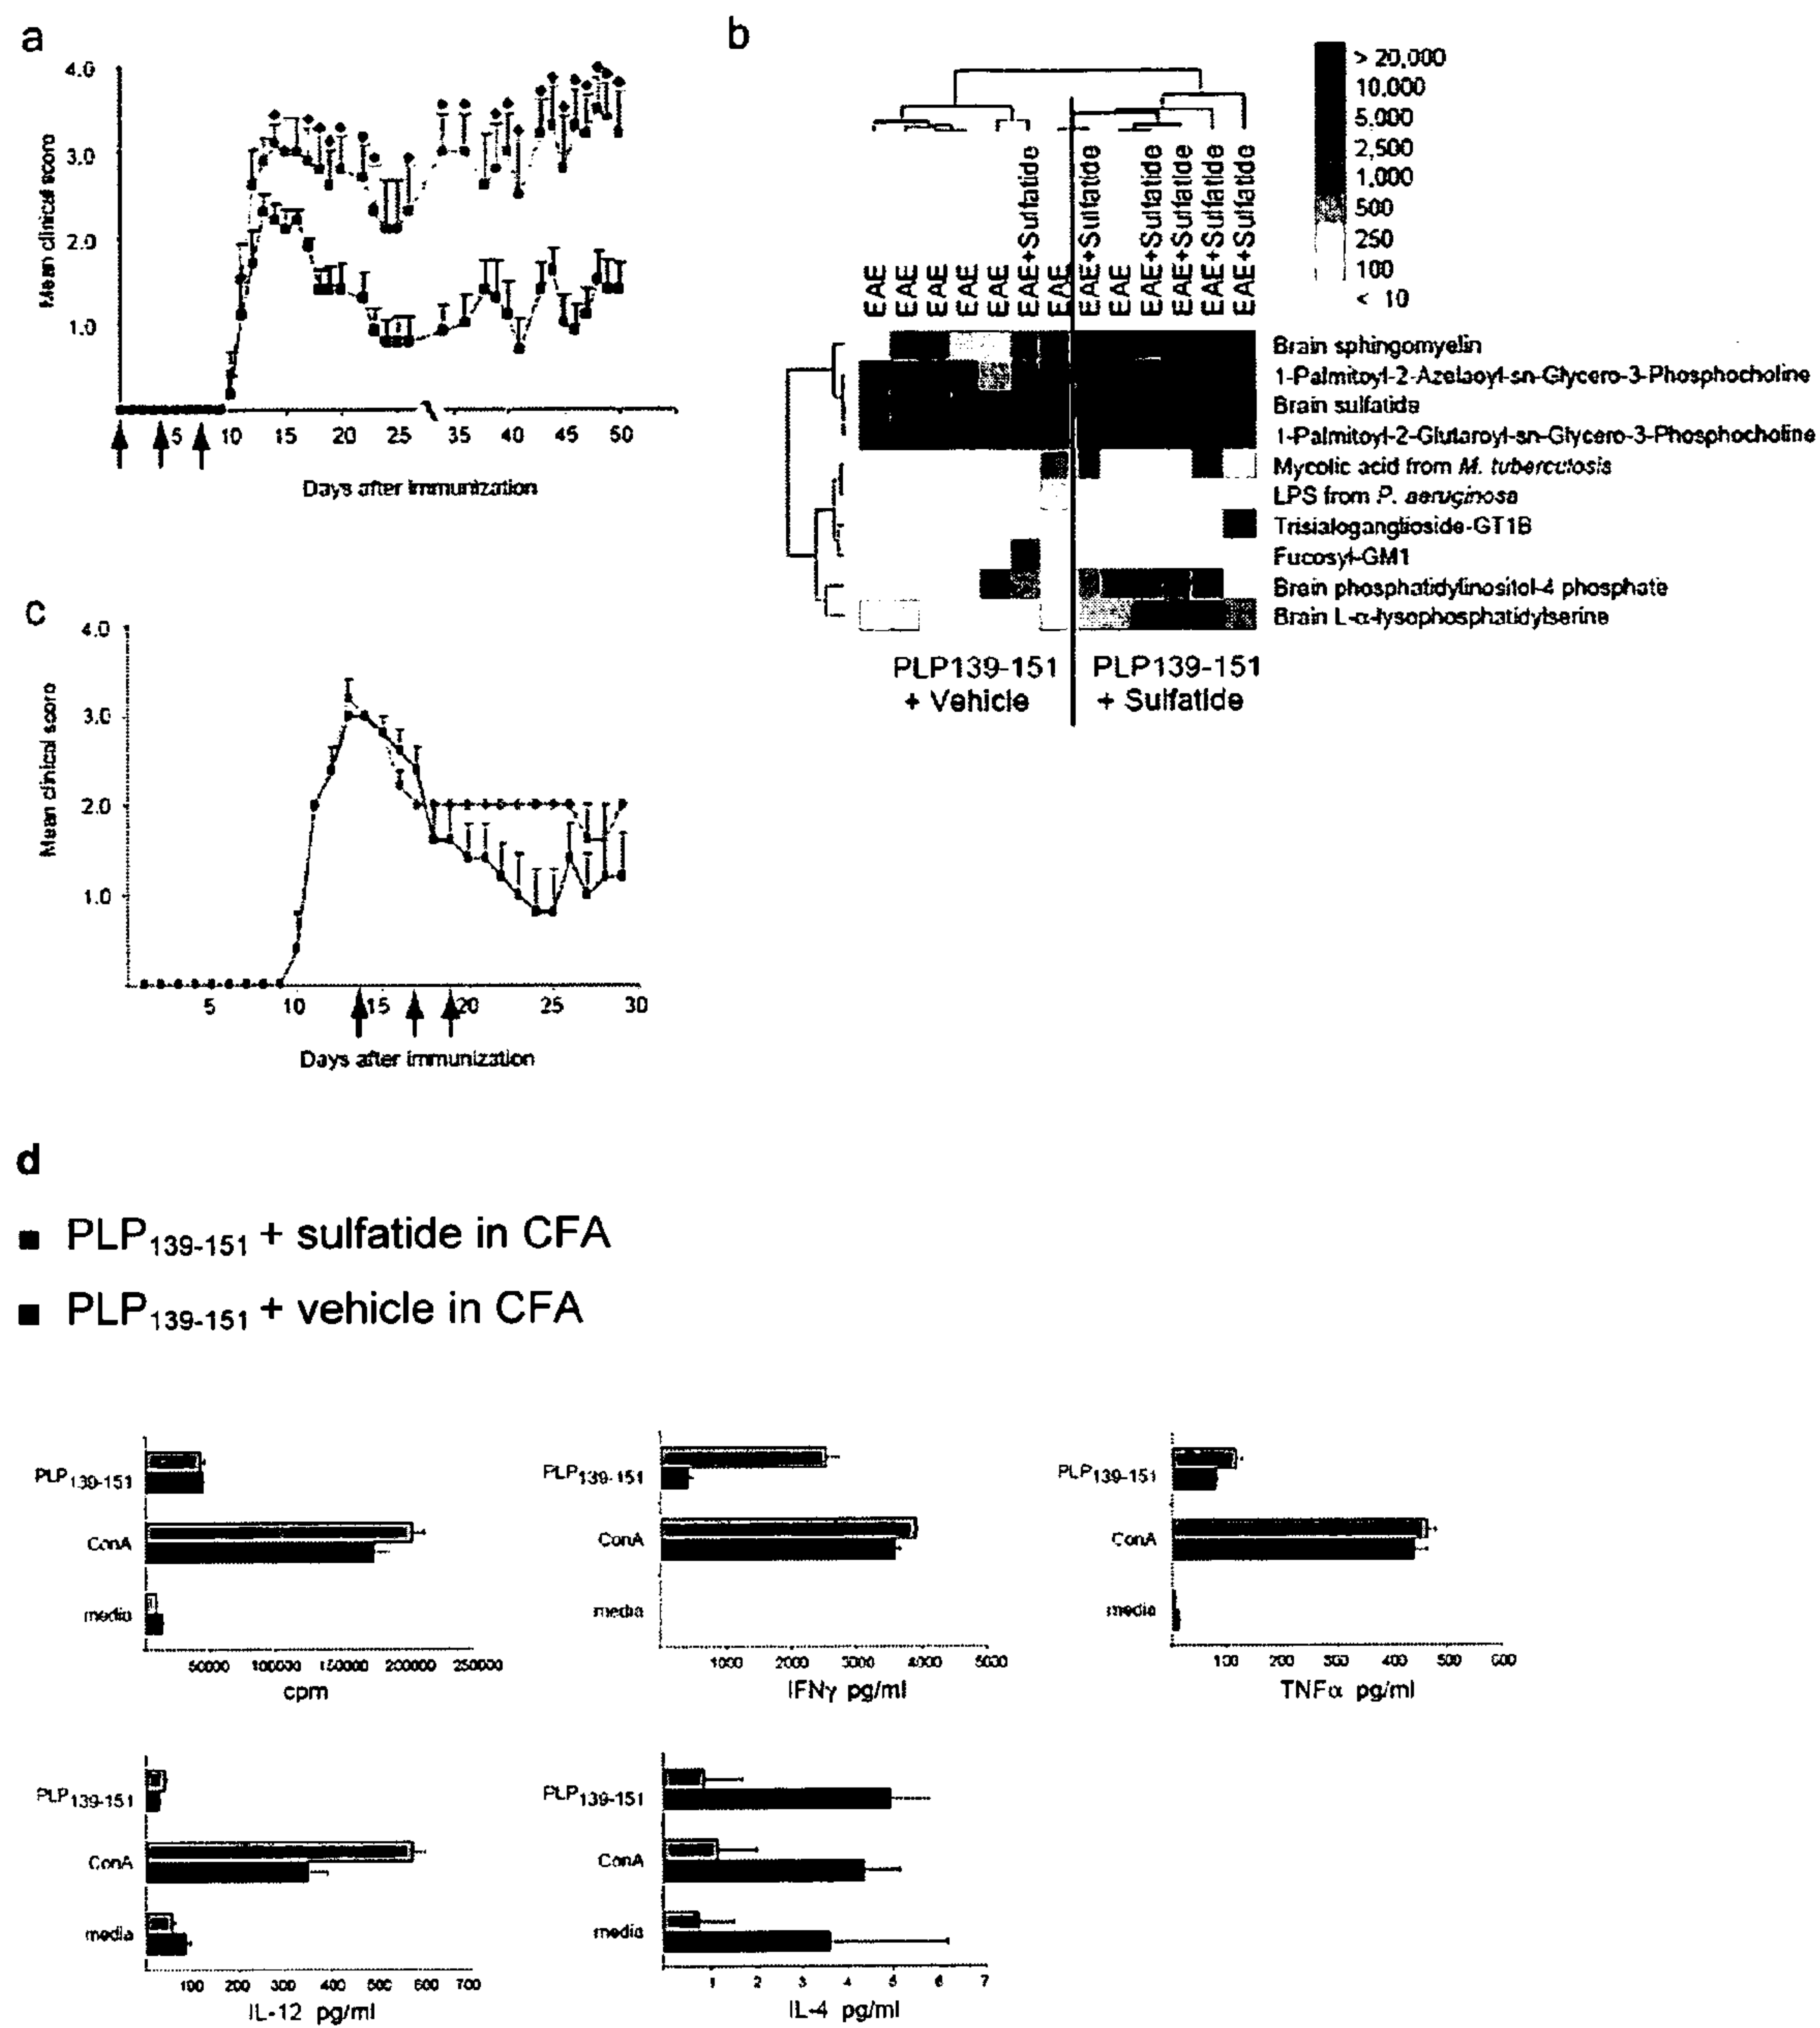 a
4.0
3.0
2.0
1.0
Mean clinical score
5 10 15 20 25 35 40 45 50
Days after immunization
b
> 20,000
10,000
5,000
2,500
1,000
500
250
100
< 10
EAE
EAE
EAE
EAE
EAE
EAE+Sulfatide
EAE
EAE+Sulfatide
EAE
EAE+Sulfatide
EAE+Sulfatide
EAE+Sulfatide
EAE+Sulfatide
Brain sphingomyelin
1-Palmitoyl-2-Azelaoyl-sn-Glycero-3-Phosphocholine
Brain sulfatide
1-Palmitoyl-2-Glutaroyl-sn-Glycero-3-Phosphocholine
Mycolic acid from M. tuberculosis
LPS from P. aeruginosa
Trisialoganglioside-GT1B
Fucosyl-GM1
Brain phosphatidylinositol-4 phosphate
Brain L-α-lysophosphatidylserine
PLP139-151
+ Vehicle
PLP139-151
+ Sulfatide
c
4.0
3.0
2.0
1.0
Mean clinical score
5 10 15 20 25 30
Days after immunization
d
PLP139-151 + sulfatide in CFA
PLP139-151 + vehicle in CFA
PLP139-151
ConA
media
50000 100000 150000 200000 250000
cpm
PLP139-151
ConA
media
1000 2000 3000 4000 5000
IFNγ pg/ml
PLP139-151
ConA
media
100 200 300 400 500 600
TNFα pg/ml
PLP139-151
ConA
media
100 200 300 400 500 600 700
IL-12 pg/ml
PLP139-151
ConA
media
1 2 3 4 5 6 7
IL-4 pg/ml